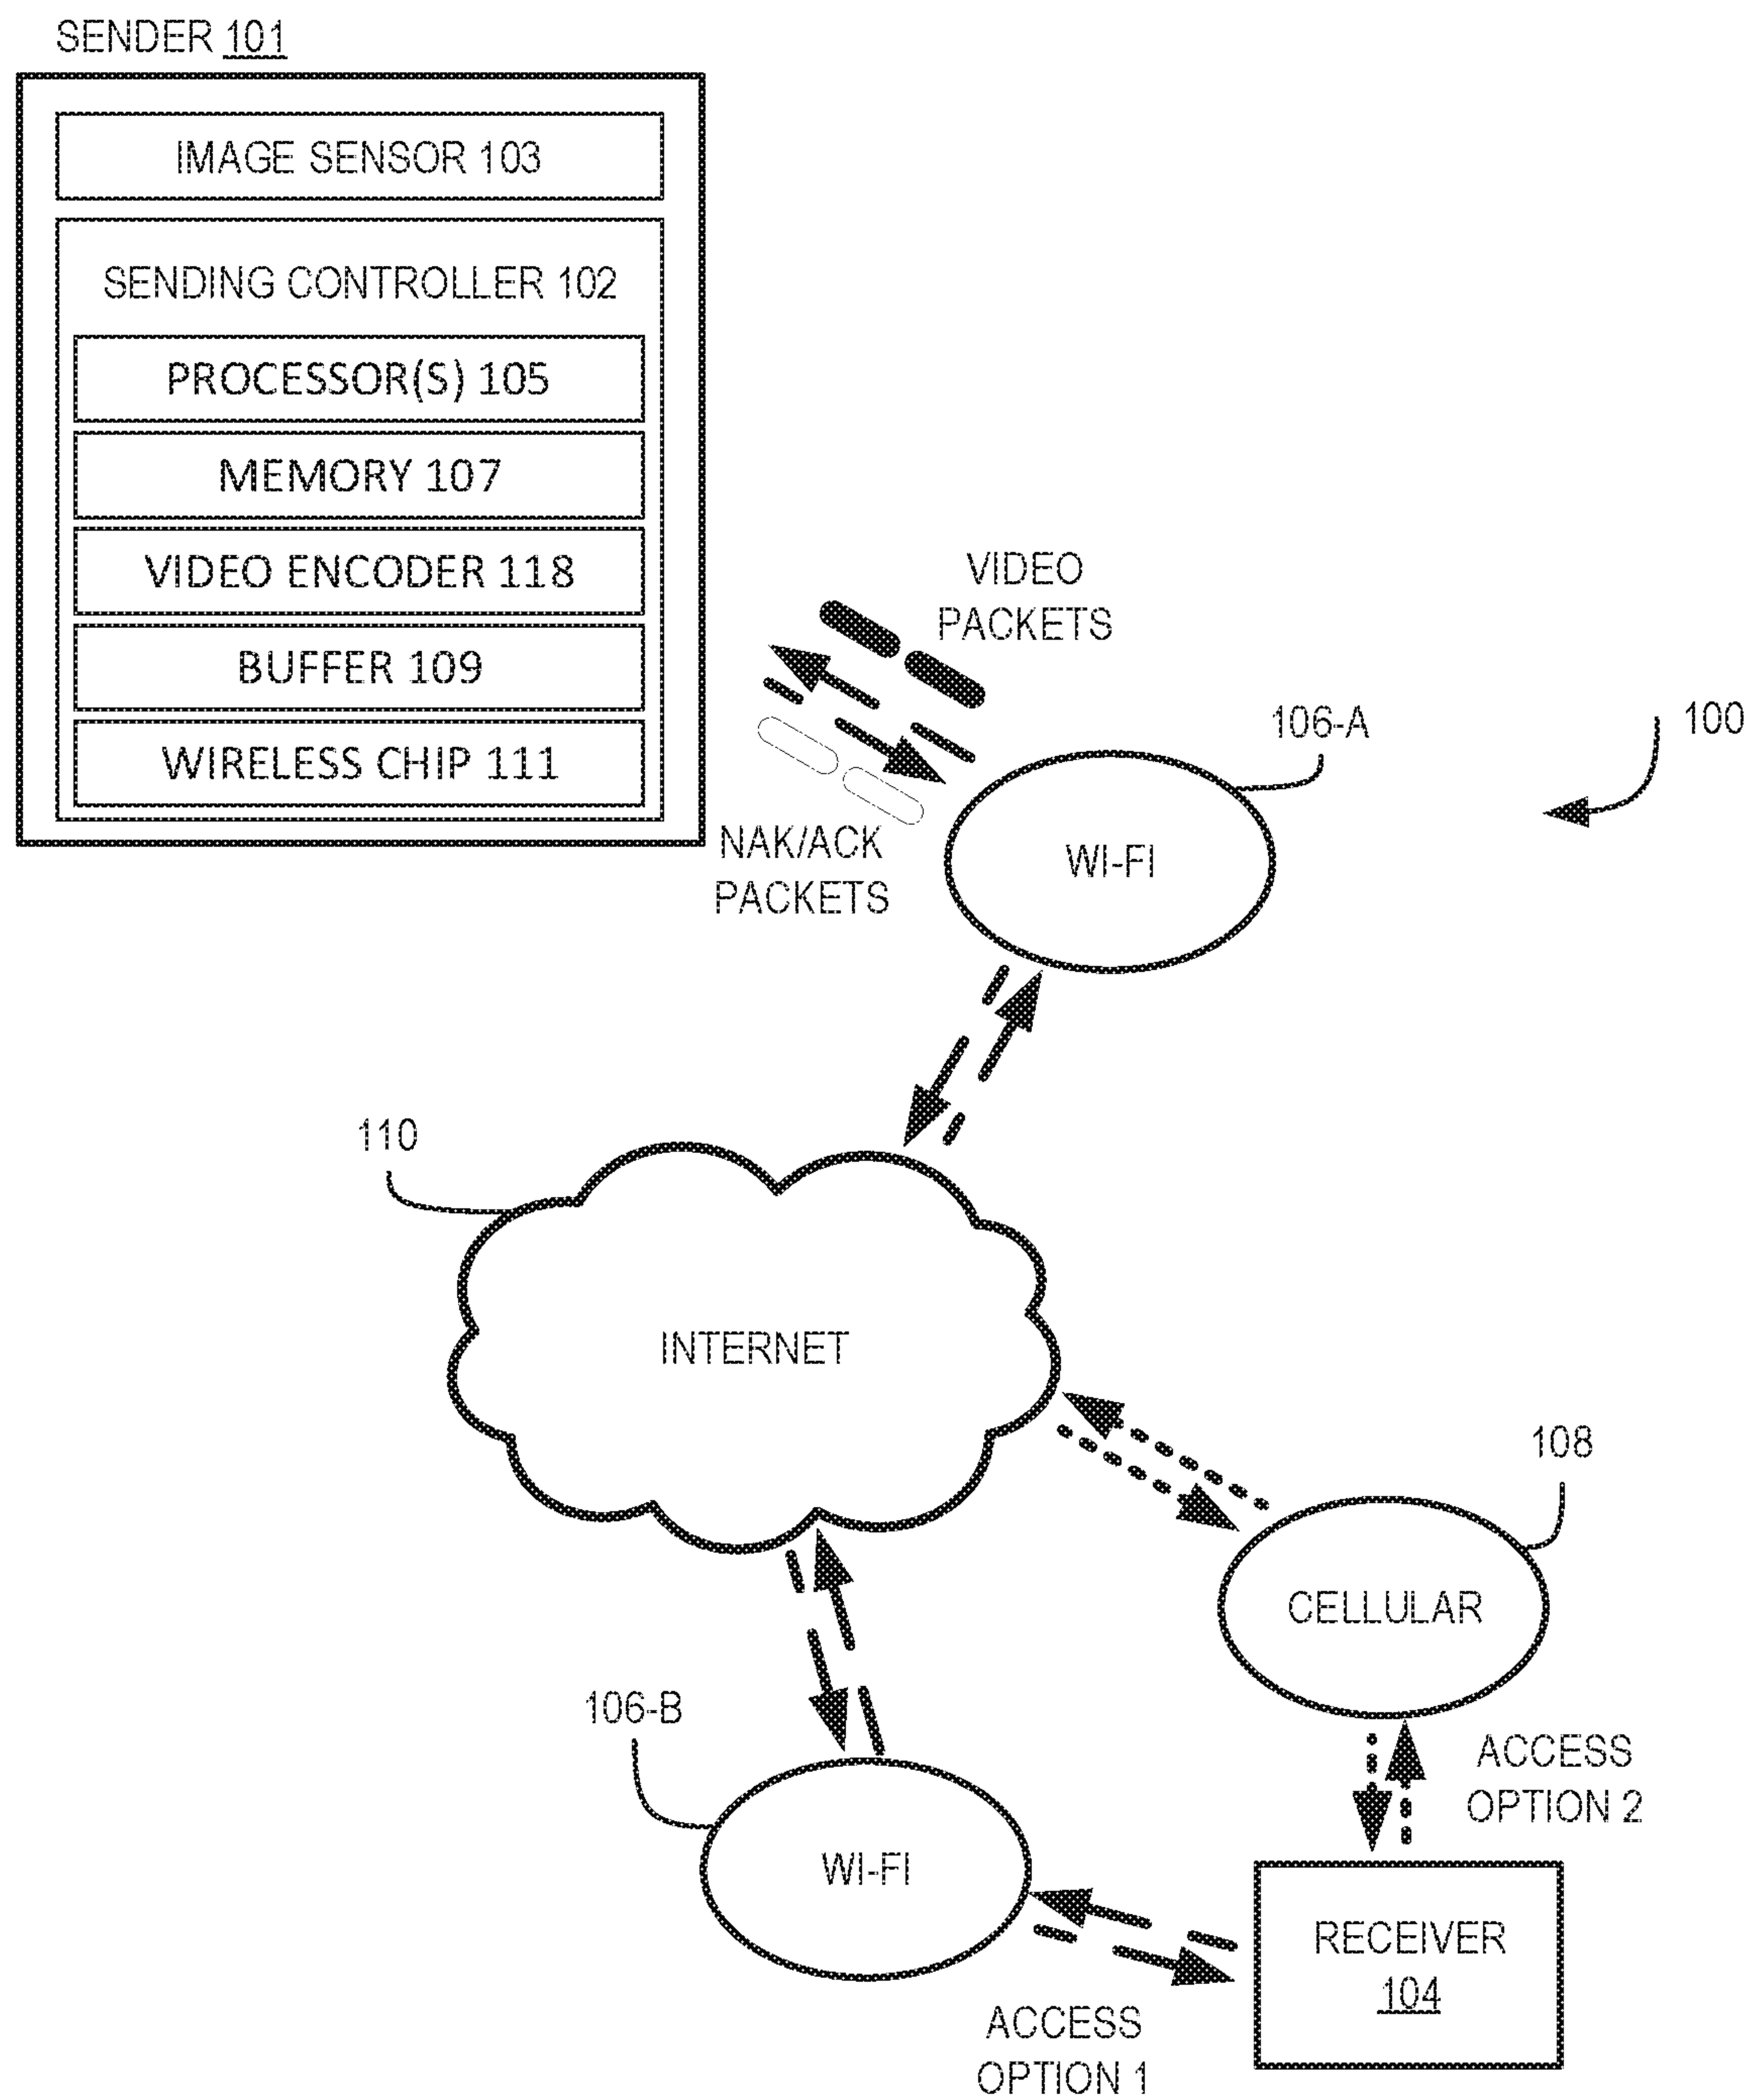 SENDER 101
IMAGE SENSOR 103
SENDING CONTROLLER 102
PROCESSOR(S) 105
MEMORY 107
VIDEO ENCODER 118
BUFFER 109
WIRELESS CHIP 111
VIDEO
PACKETS
NAK/ACK
PACKETS
106-A
100
WI-FI
110
INTERNET
108
CELLULAR
106-B
ACCESS
OPTION 2
WI-FI
RECEIVER
104
ACCESS
OPTION 1